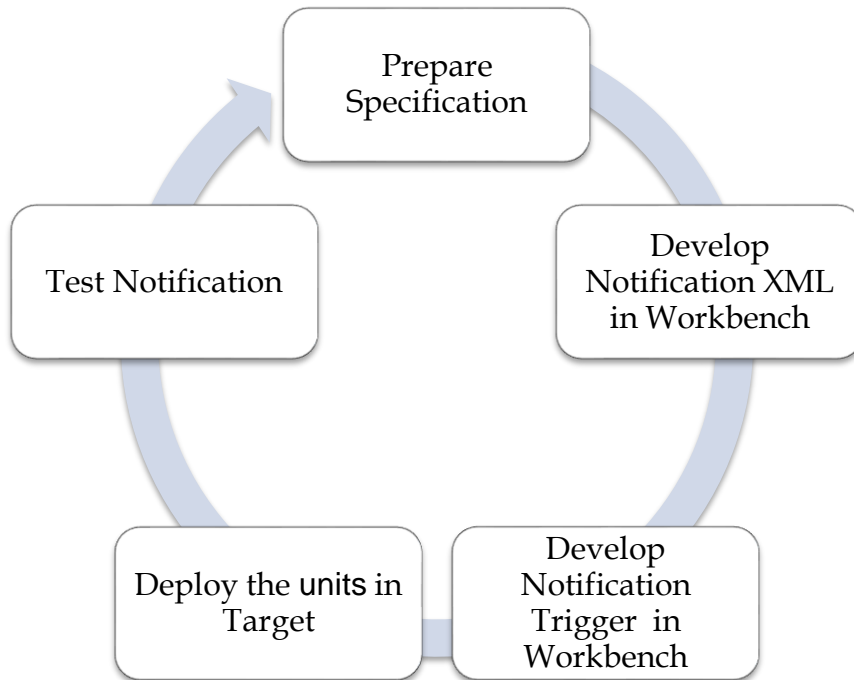 Prepare
Specification
Develop
Notification XML
in Workbench
Develop
Notification
Trigger in
Workbench
Deploy the units in
Target
Test Notification